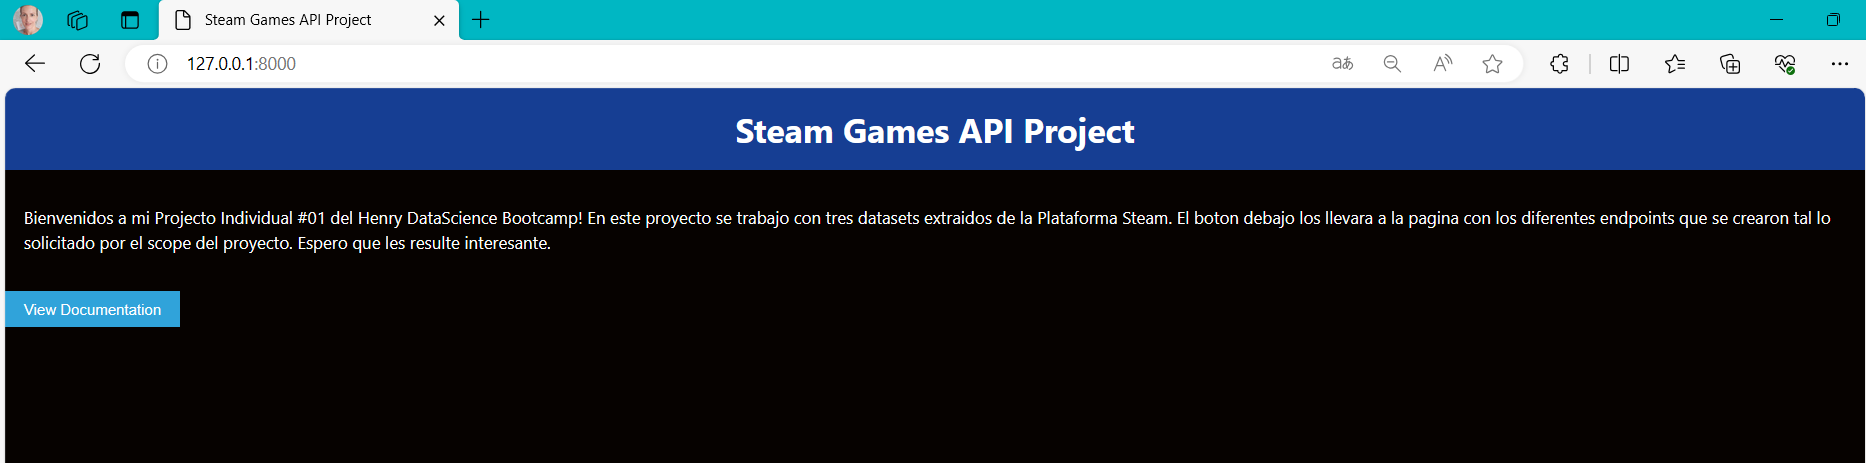 Steam Games API Project
127.0.0.1:8000
aあ
A
Steam Games API Project
Bienvenidos a mi Projecto Individual #01 del Henry DataScience Bootcamp! En este proyecto se trabajo con tres datasets extraidos de la Plataforma Steam. El boton debajo los llevara a la pagina con los diferentes endpoints que se crearon tal lo
solicitado por el scope del proyecto. Espero que les resulte interesante.
View Documentation